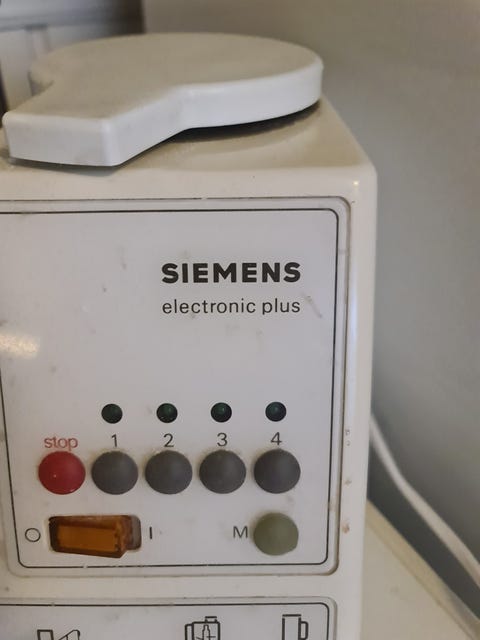 SIEMENS
electronic plus
stop 1 2 3 4
O I M